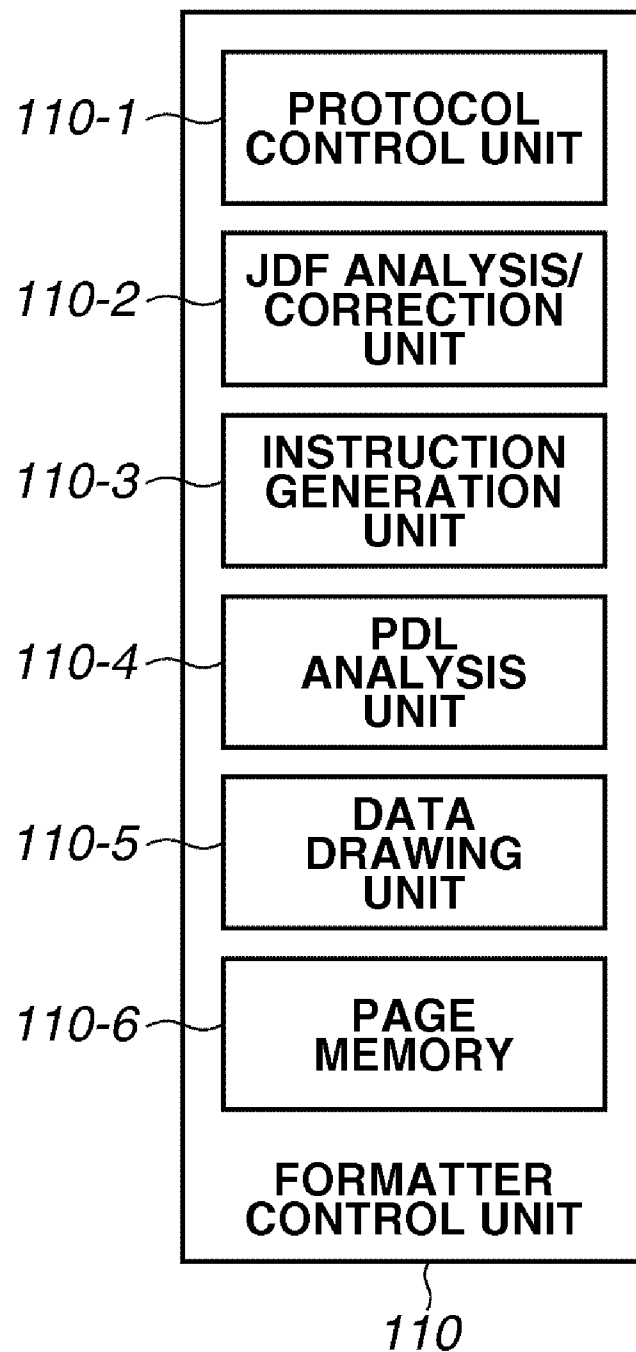 110-1
PROTOCOL
CONTROL UNIT
110-2
JDF ANALYSIS/
CORRECTION
UNIT
110-3
INSTRUCTION
GENERATION
UNIT
110-4
PDL
ANALYSIS
UNIT
110-5
DATA
DRAWING
UNIT
110-6
PAGE
MEMORY
FORMATTER
CONTROL UNIT
110